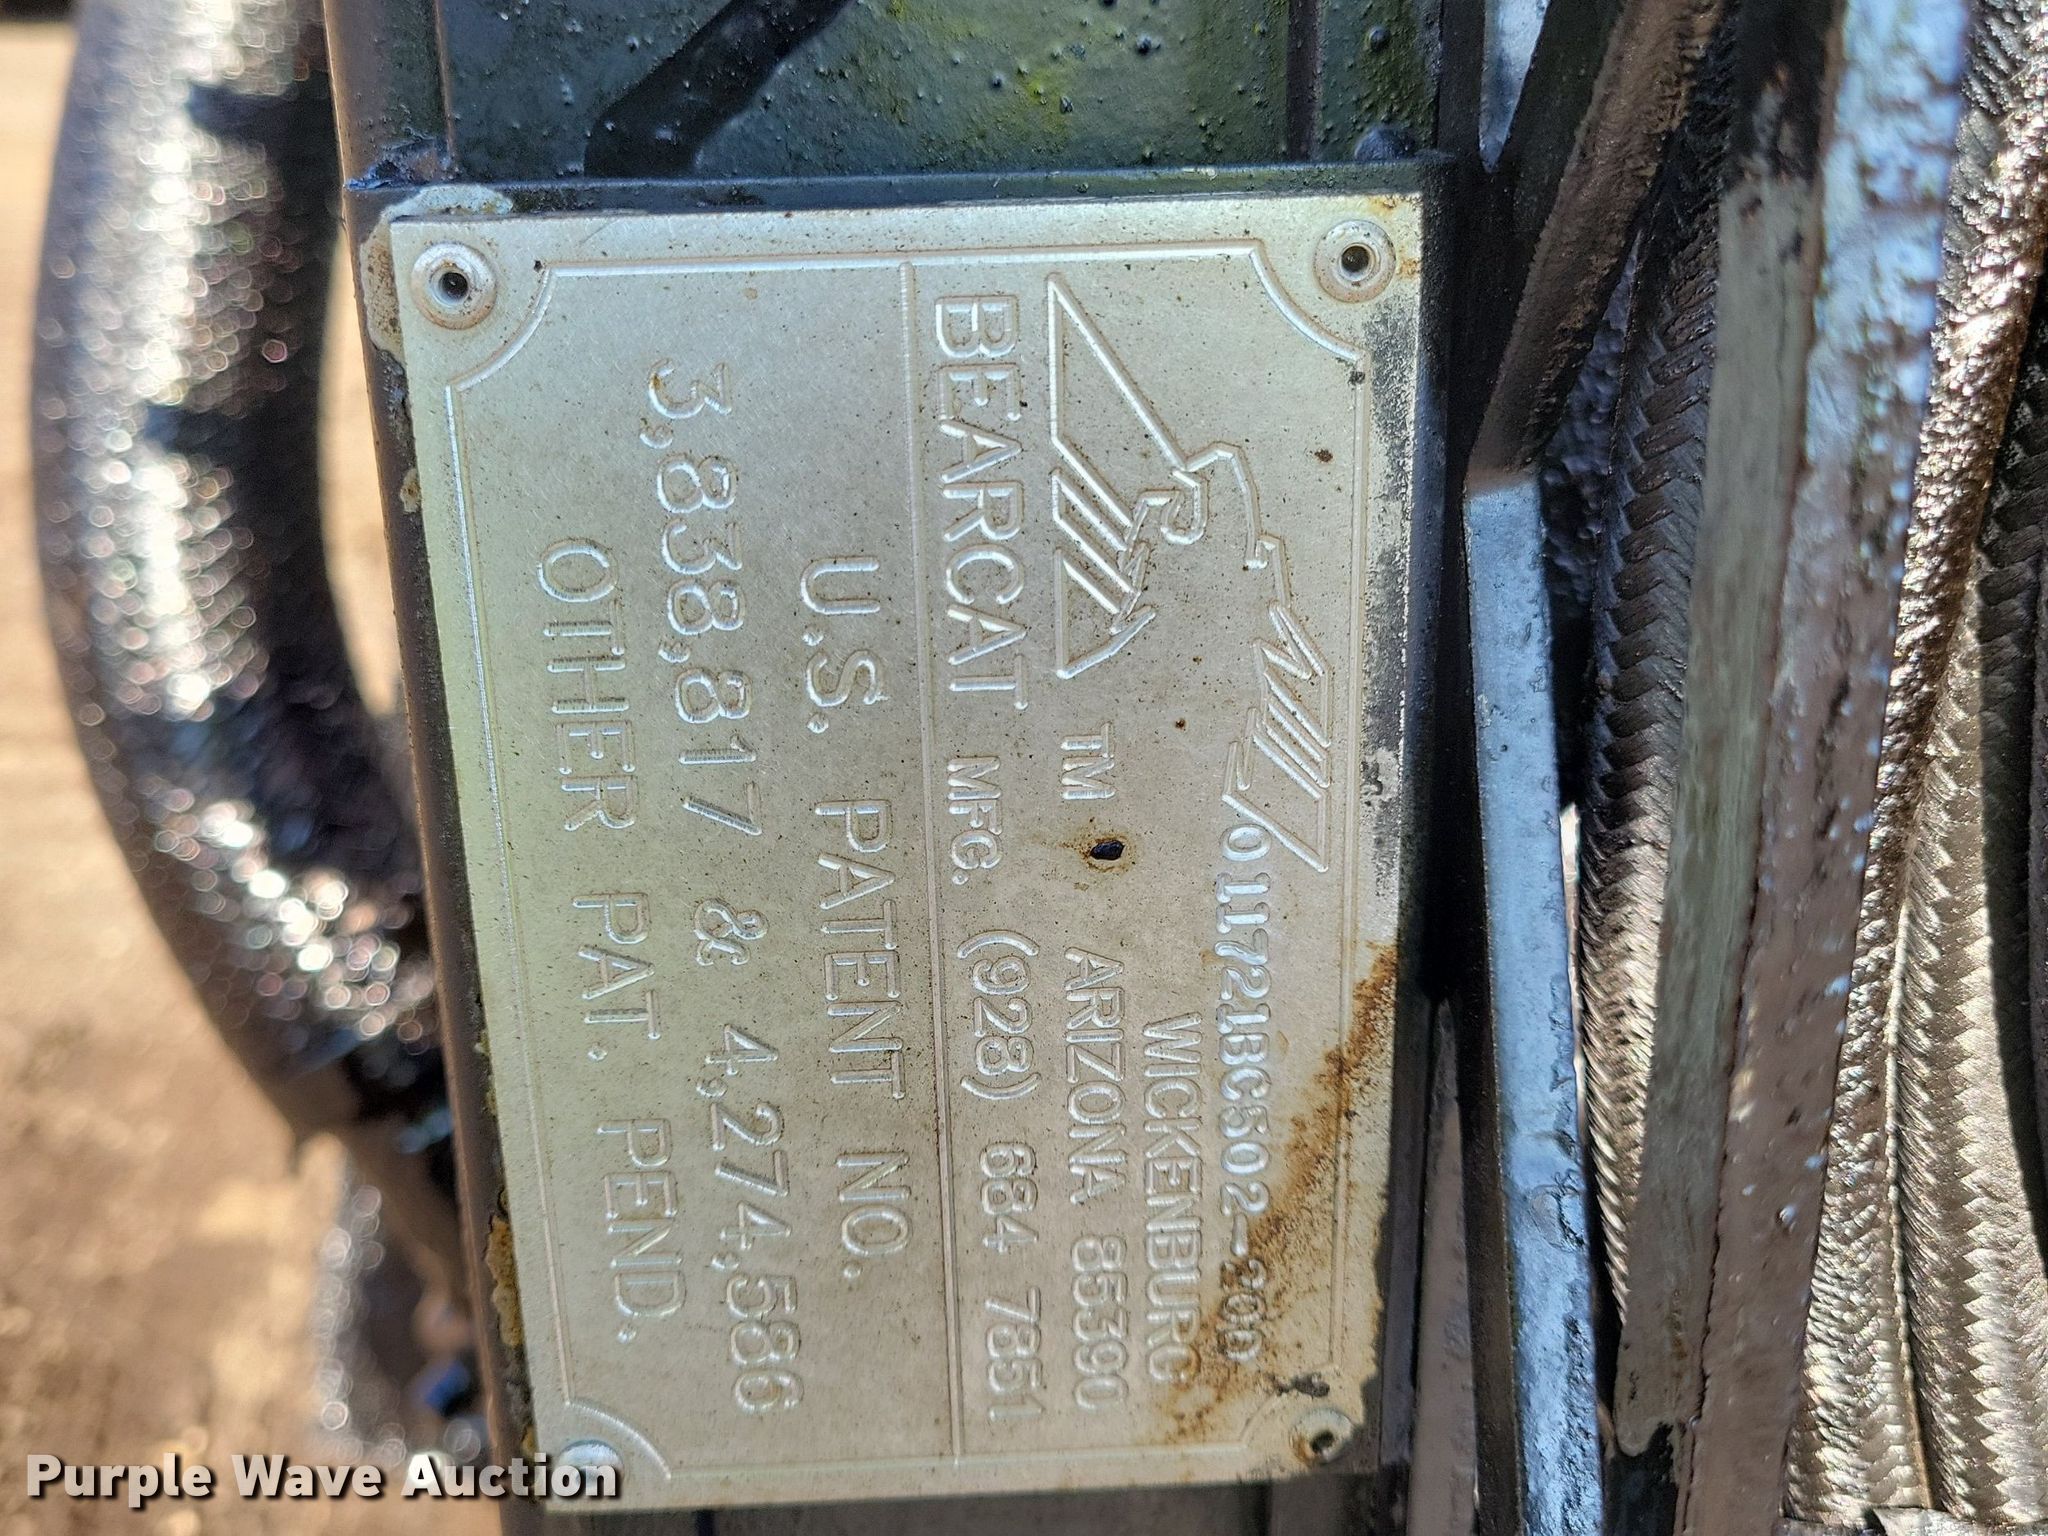 01172BC502-200
WICKENBURG
TM ARIZONA 85390
BEARCAT MFG. (928) 684 7851
U.S. PATENT NO.
3,838,817 & 4,274,586
OTHER PAT. PEND.
Purple Wave Auction